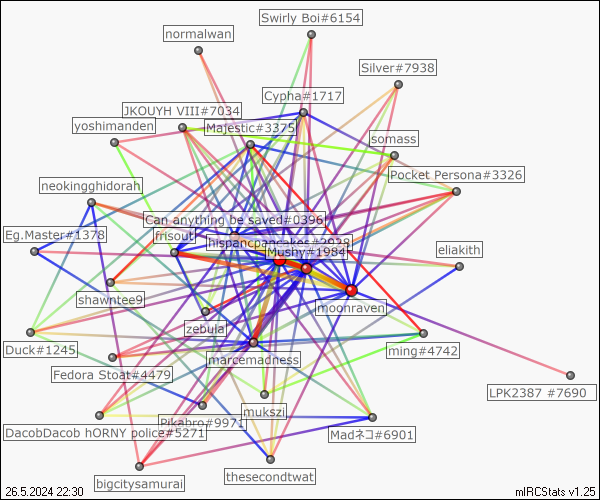 Swirly Boi#6154
normalwan
Silver#7938
Cypha#1717
JKOUYH VIII#7034
yoshimanden
Majestic#3375
somass
Pocket Persona#3326
neokingghidorah
Can anything be saved#0396
Eg.Master#1378
frisout
hispancpancakes#2938
Mushy#1984
eliakith
shawntee9
moonraven
zebula
Duck#1245
marcemadness
ming#4742
Fedora Stoat#4479
LPK2387 #7690
mukszi
Pikabro#9971
DacobDacob hORNY police#5271
Madネコ#6901
bigcitysamurai
thesecondtwat
26.5.2024 22:30
mIRCStats v1.25